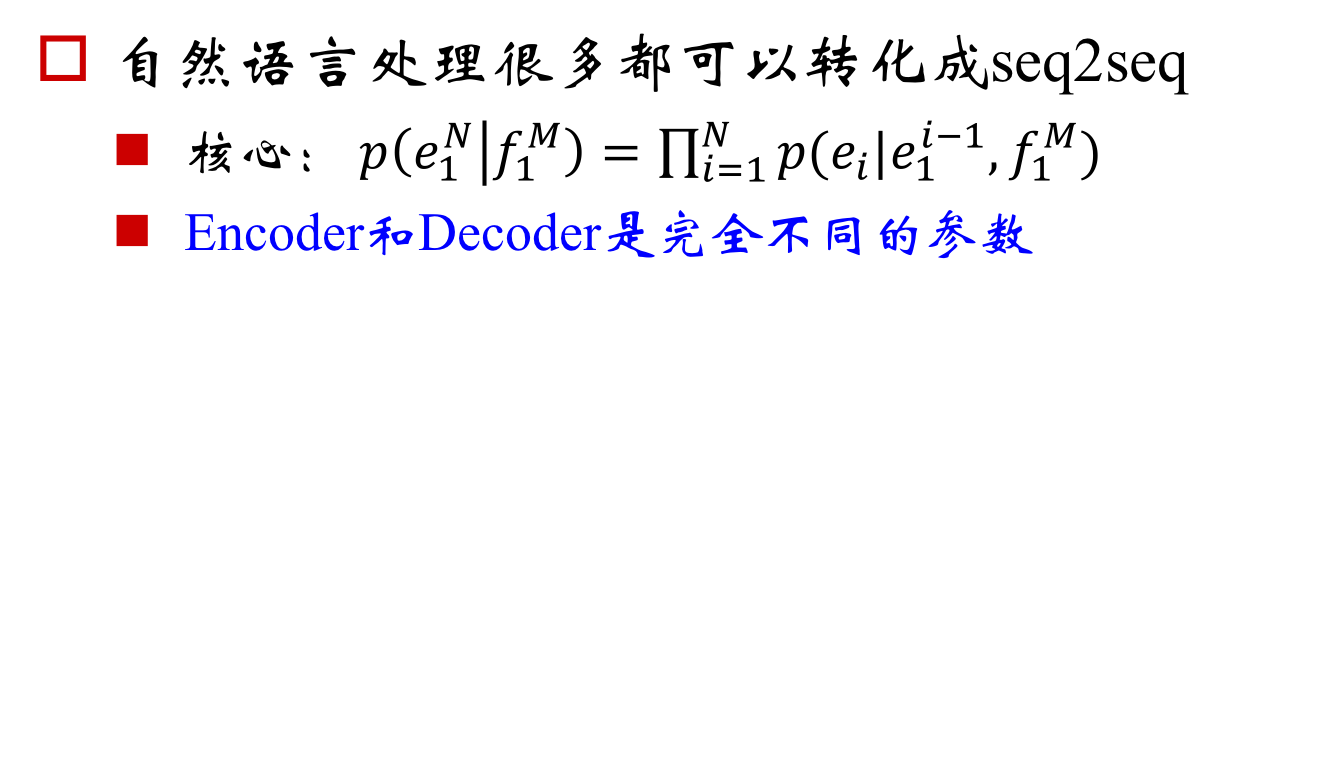 自然语言处理很多都可以转化成seq2seq
核心： $p(e_1^N|f_1^M) = \prod_{i=1}^{N} p(e_i|e_1^{i-1}, f_1^M)$
Encoder和Decoder是完全不同的参数